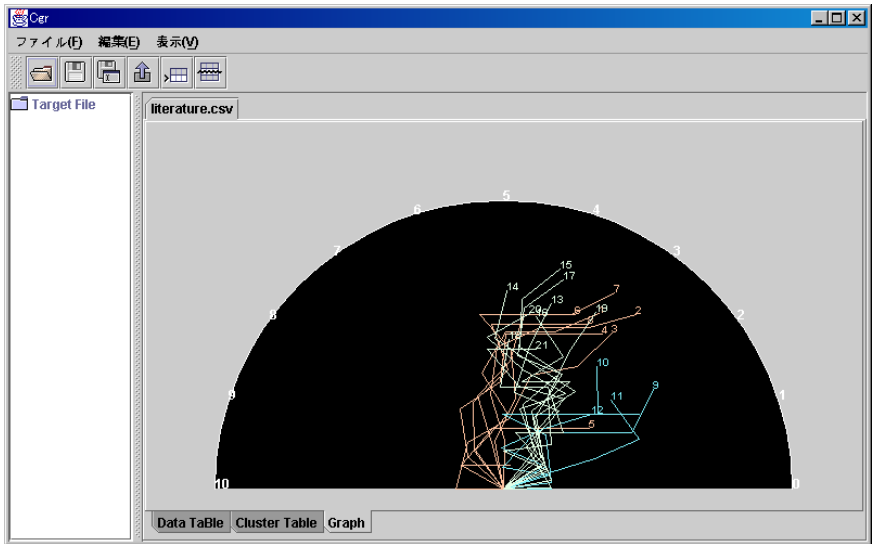 Cgr
ファイル(F) 編集(E) 表示(V)
Target File
literature.csv
5
6 4
7 3
15
17
14 7
13
20 6 19 2
8 2
4 3
21
10
9 9 1
11
12
5
10 0
Data TaBle Cluster Table Graph